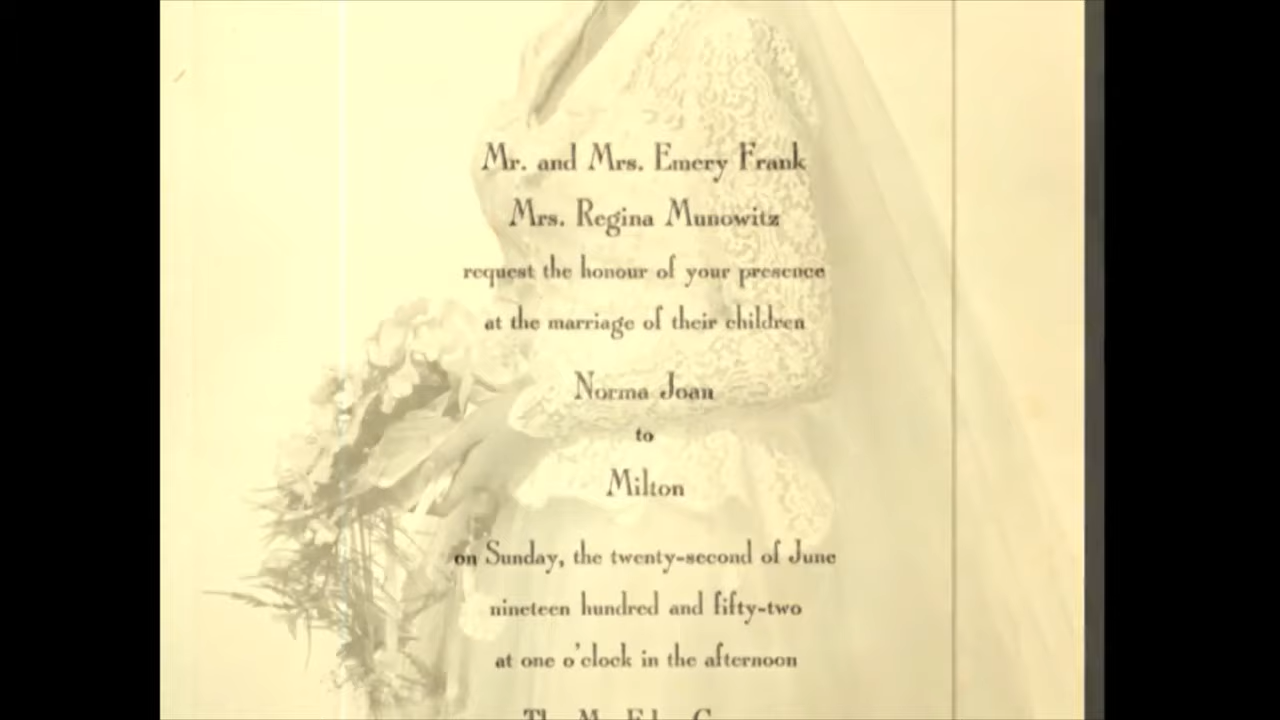 Mr. and Mrs. Emery Frank
Mrs. Regina Munowitz
request the honour of your presence
at the marriage of their children
Norma Joan
to
Milton
on Sunday, the twenty-second of June
nineteen hundred and fifty-two
at one o'clock in the afternoon